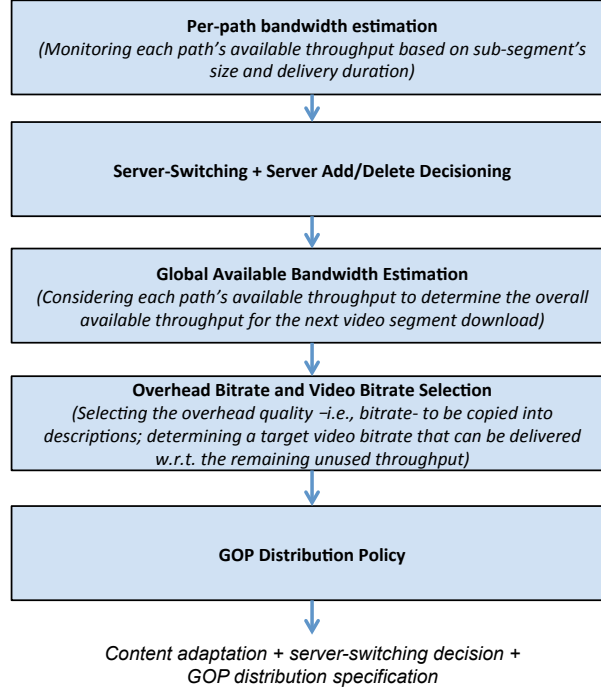 Per-path bandwidth estimation
(Monitoring each path's available throughput based on sub-segment's
size and delivery duration)
Server-Switching + Server Add/Delete Decisioning
Global Available Bandwidth Estimation
(Considering each path's available throughput to determine the overall
available throughput for the next video segment download)
Overhead Bitrate and Video Bitrate Selection
(Selecting the overhead quality –i.e., bitrate- to be copied into
descriptions; determining a target video bitrate that can be delivered
w.r.t. the remaining unused throughput)
GOP Distribution Policy
Content adaptation + server-switching decision +
GOP distribution specification